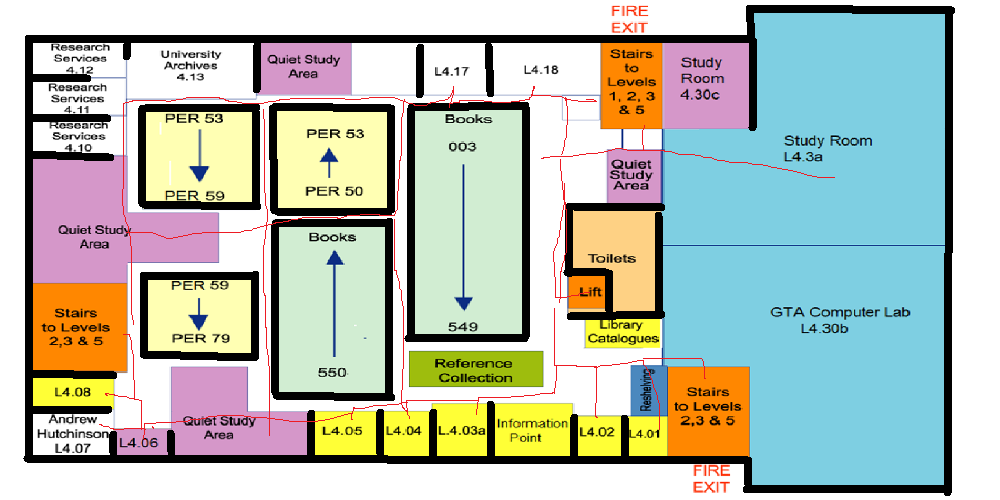 FIRE
EXIT
Research
Services
4.12
University
Archives
4.13
Quiet Study
Area
L4.17
L4.18
Stairs
to
Levels
1, 2, 3
& 5
Study
Room
4.30c
Research
Services
4.11
Research
Services
4.10
PER 53
PER 59
PER 53
PER 50
Books
003
549
Quiet
Study
Area
Study Room
L4.3a
Quiet Study
Area
Books
550
Toilets
Lift
Library
Catalogues
GTA Computer Lab
L4.30b
Stairs
to Levels
2,3 & 5
PER 59
PER 79
Reference
Collection
Reshelving
Stairs
to Levels
2,3 & 5
L4.08
Andrew
Hutchinson
L4.07
L4.06
Quiet Study
Area
L4.05
L4.04
L4.03a
Information
Point
L4.02
L4.01
FIRE
EXIT